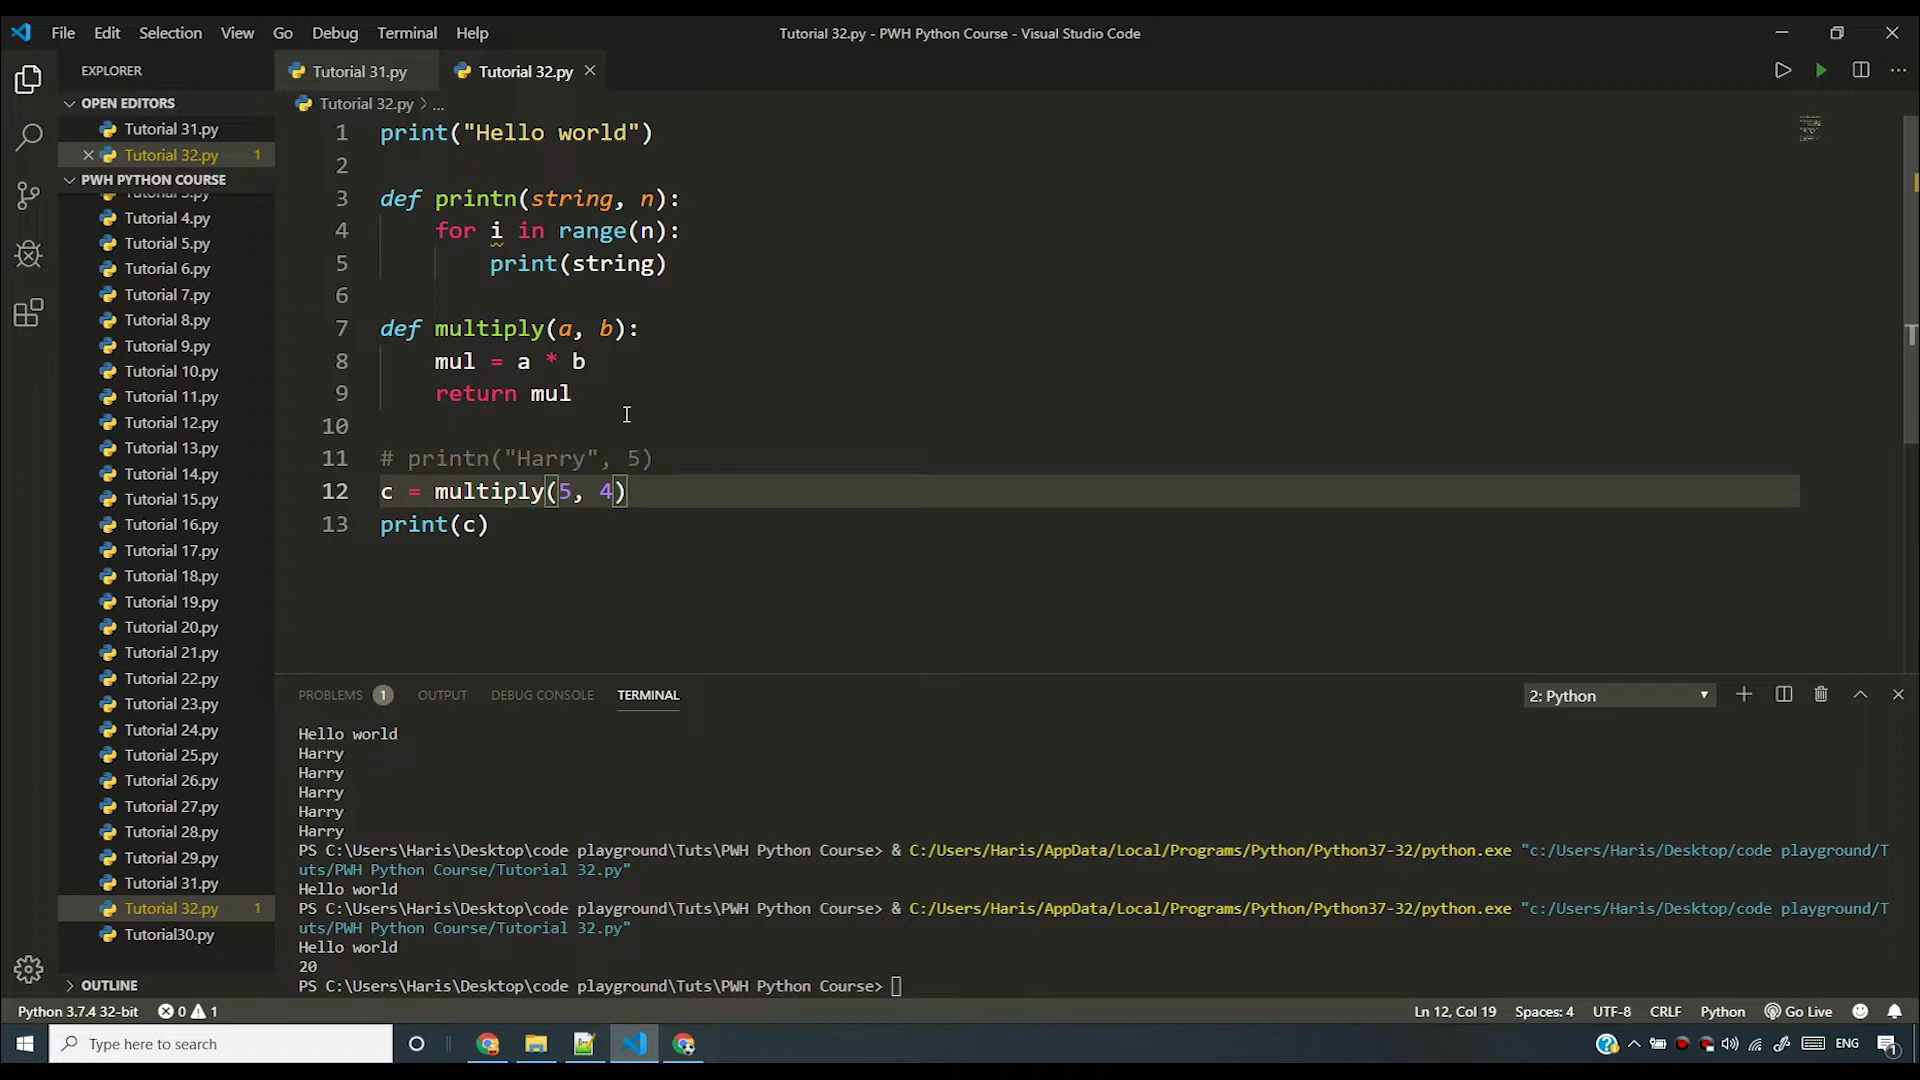 File Edit Selection View Go Debug Terminal Help
Tutorial 32.py - PWH Python Course - Visual Studio Code
EXPLORER
Tutorial 31.py
Tutorial 32.py
OPEN EDITORS
Tutorial 31.py
Tutorial 32.py 1
PWH PYTHON COURSE
Tutorial 3.py
Tutorial 4.py
Tutorial 5.py
Tutorial 6.py
Tutorial 7.py
Tutorial 8.py
Tutorial 9.py
Tutorial 10.py
Tutorial 11.py
Tutorial 12.py
Tutorial 13.py
Tutorial 14.py
Tutorial 15.py
Tutorial 16.py
Tutorial 17.py
Tutorial 18.py
Tutorial 19.py
Tutorial 20.py
Tutorial 21.py
Tutorial 22.py
Tutorial 23.py
Tutorial 24.py
Tutorial 25.py
Tutorial 26.py
Tutorial 27.py
Tutorial 28.py
Tutorial 29.py
Tutorial 31.py
Tutorial 32.py 1
Tutorial30.py
OUTLINE
Tutorial 32.py > ...
1 print("Hello world")
2
3 def printn(string, n):
4 for i in range(n):
5 print(string)
6
7 def multiply(a, b):
8 mul = a * b
9 return mul
10
11 # printn("Harry", 5)
12 c = multiply(5, 4)
13 print(c)
PROBLEMS 1 OUTPUT DEBUG CONSOLE TERMINAL
2: Python
Hello world
Harry
Harry
Harry
Harry
Harry
PS C:\Users\Haris\Desktop\code playground\Tuts\PWH Python Course> & C:/Users/Haris/AppData/Local/Programs/Python/Python37-32/python.exe "c:/Users/Haris/Desktop/code playground/T
uts/PWH Python Course/Tutorial 32.py"
Hello world
PS C:\Users\Haris\Desktop\code playground\Tuts\PWH Python Course> & C:/Users/Haris/AppData/Local/Programs/Python/Python37-32/python.exe "c:/Users/Haris/Desktop/code playground/T
uts/PWH Python Course/Tutorial 32.py"
Hello world
20
PS C:\Users\Haris\Desktop\code playground\Tuts\PWH Python Course>
Python 3.7.4 32-bit 0 1
Ln 12, Col 19 Spaces: 4 UTF-8 CRLF Python Go Live
Type here to search
ENG
1